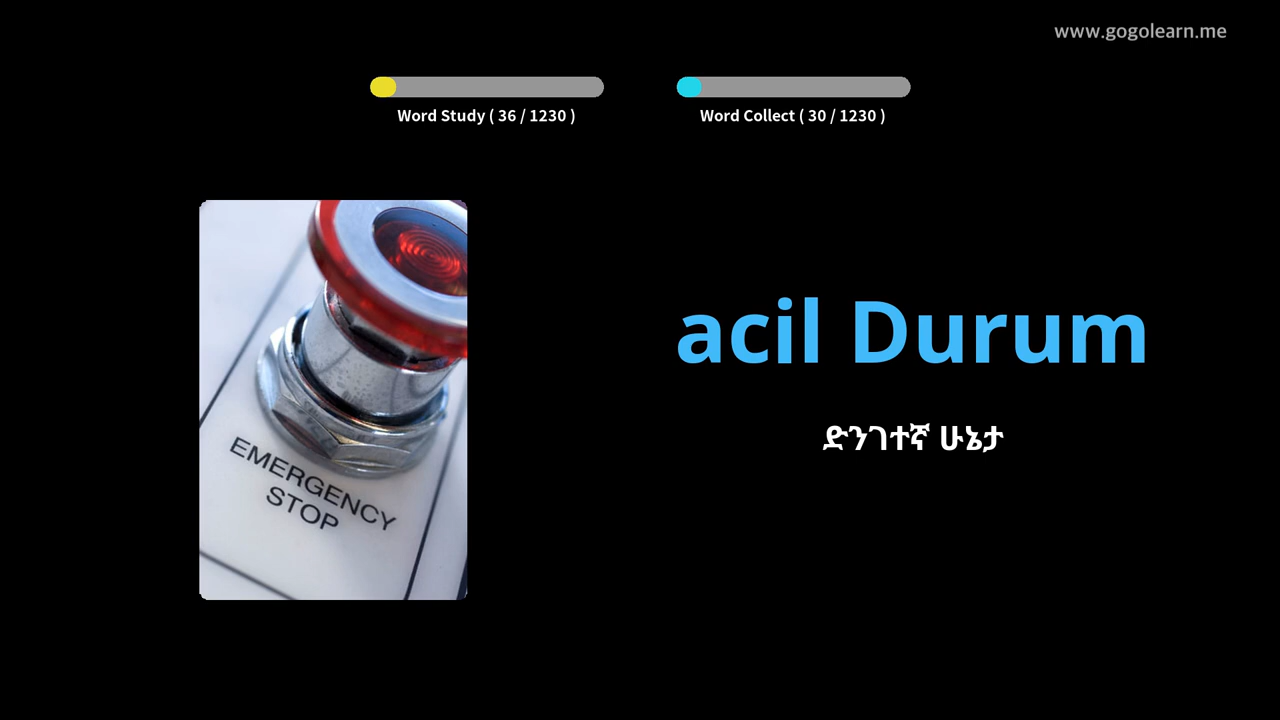 www.gogolearn.me
Word Study ( 36 / 1230 )
Word Collect ( 30 / 1230 )
acil Durum
ድንገተኛ ሁኔታ
EMERGENCY
STOP